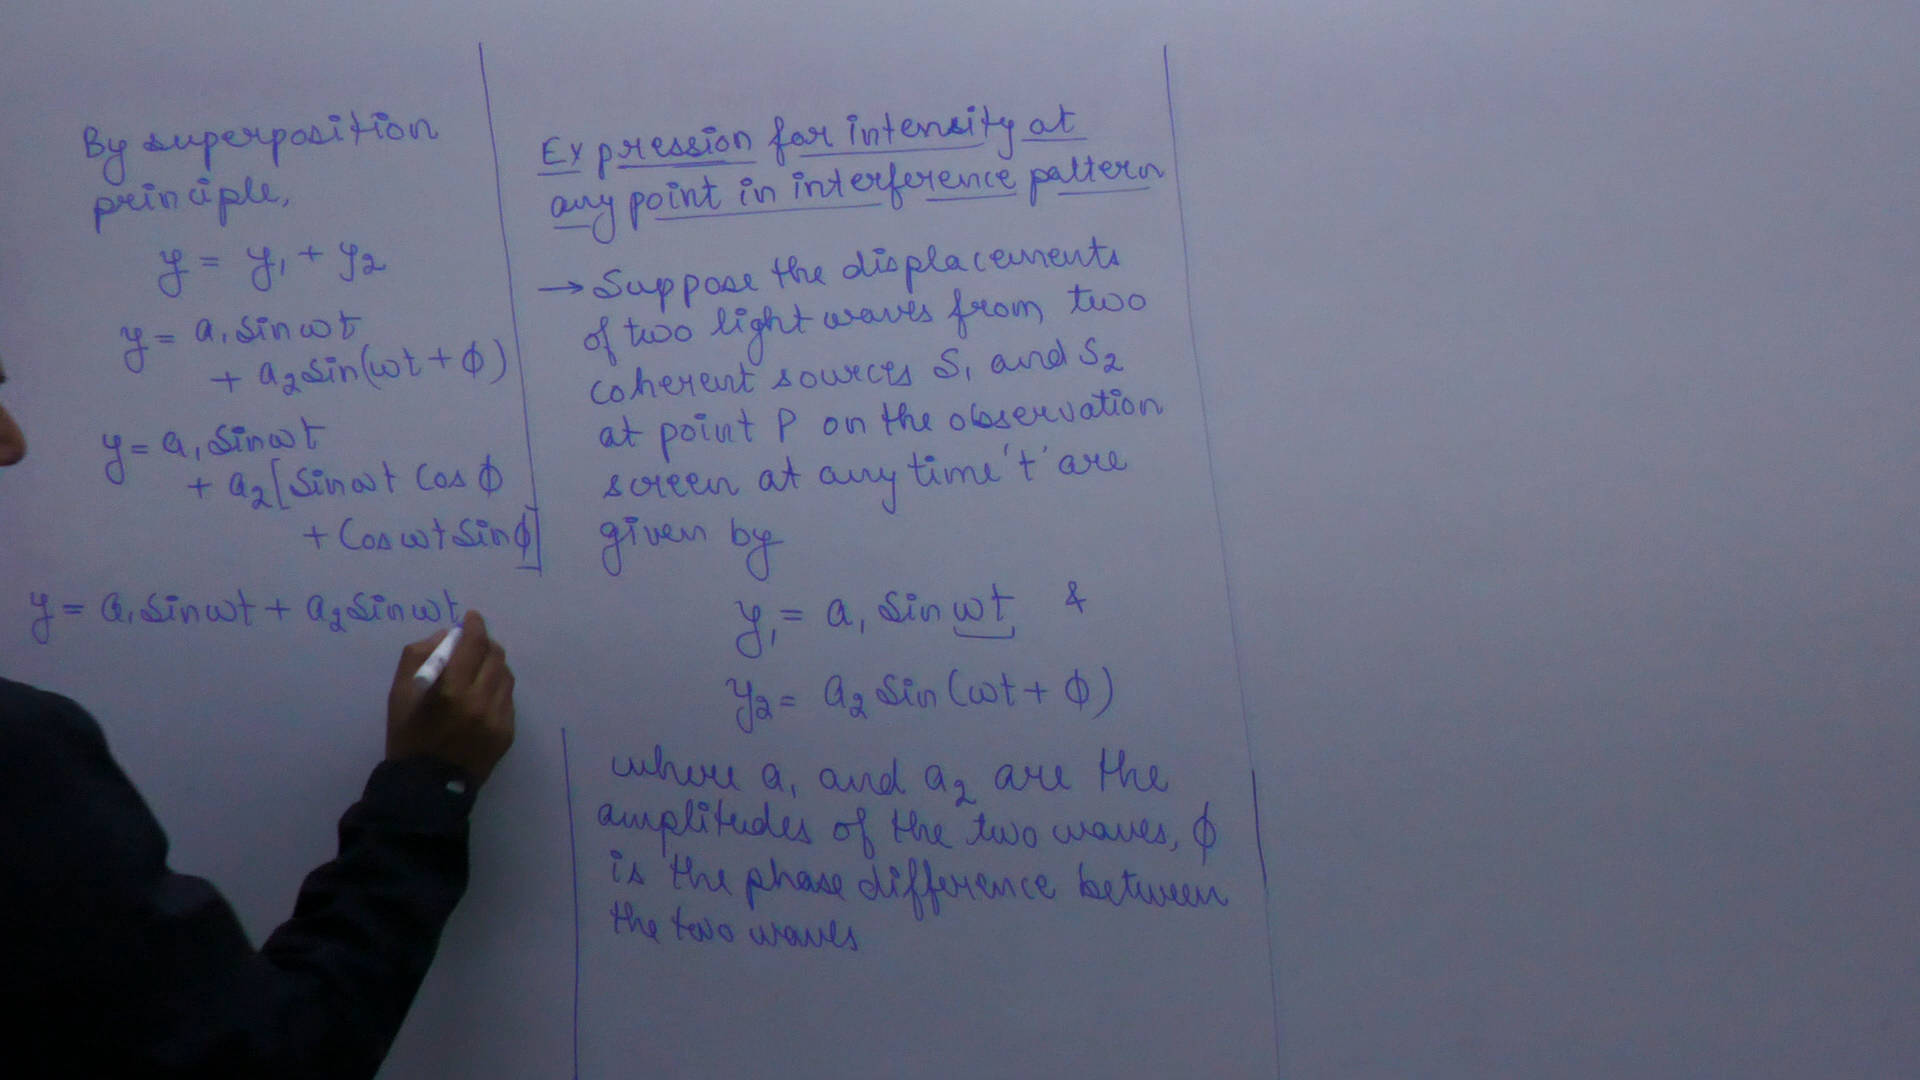 By superposition
principle,
y = y₁ + y₂
y = a₁ sin ωt
+ a₂ sin(ωt + ϕ)
y = a₁ sin ωt
+ a₂[sin ωt cos ϕ
+ cos ωt sin ϕ]
y = a₁ sin ωt + a₂ sin ωt
Expression for intensity at
any point in interference pattern
→ Suppose the displacements
of two light waves from two
coherent sources S₁ and S₂
at point P on the observation
screen at any time 't' are
given by
y₁ = a₁ sin ωt &
y₂ = a₂ sin (ωt + ϕ)
where a₁ and a₂ are the
amplitudes of the two waves, ϕ
is the phase difference between
the two waves